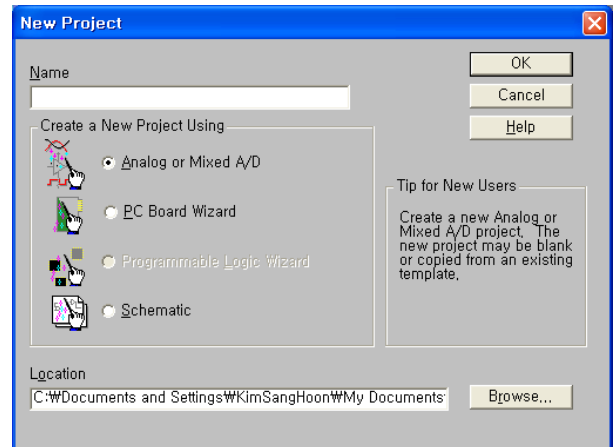 New Project
Name
OK
Cancel
Help
Create a New Project Using
Analog or Mixed A/D
PC Board Wizard
Programmable Logic Wizard
Schematic
Tip for New Users
Create a new Analog or
Mixed A/D project. The
new project may be blank
or copied from an existing
template.
Location
C:₩Documents and Settings₩KimSangHoon₩My Documents
Browse...